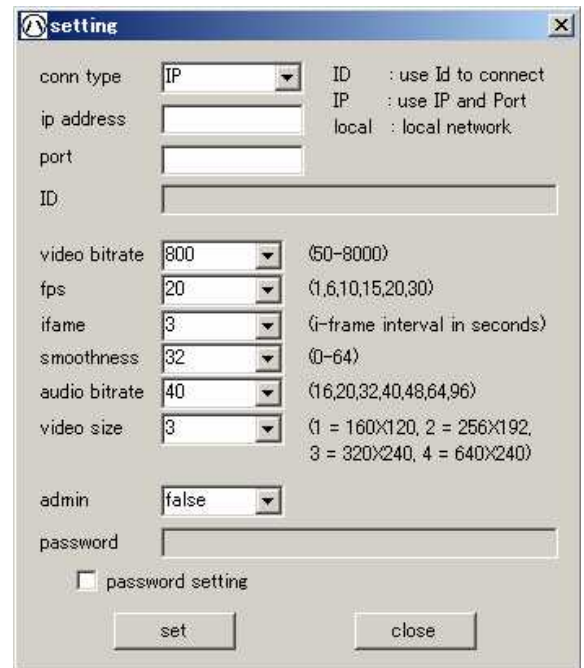 setting
conn type IP ID : use Id to connect
IP : use IP and Port
ip address
local : local network
port
ID
video bitrate 800 (50-8000)
fps 20 (1,6,10,15,20,30)
ifame 3 (i-frame interval in seconds)
smoothness 32 (0-64)
audio bitrate 40 (16,20,32,40,48,64,96)
video size 3 (1 = 160X120, 2 = 256X192,
3 = 320X240, 4 = 640X240)
admin false
password
password setting
set close